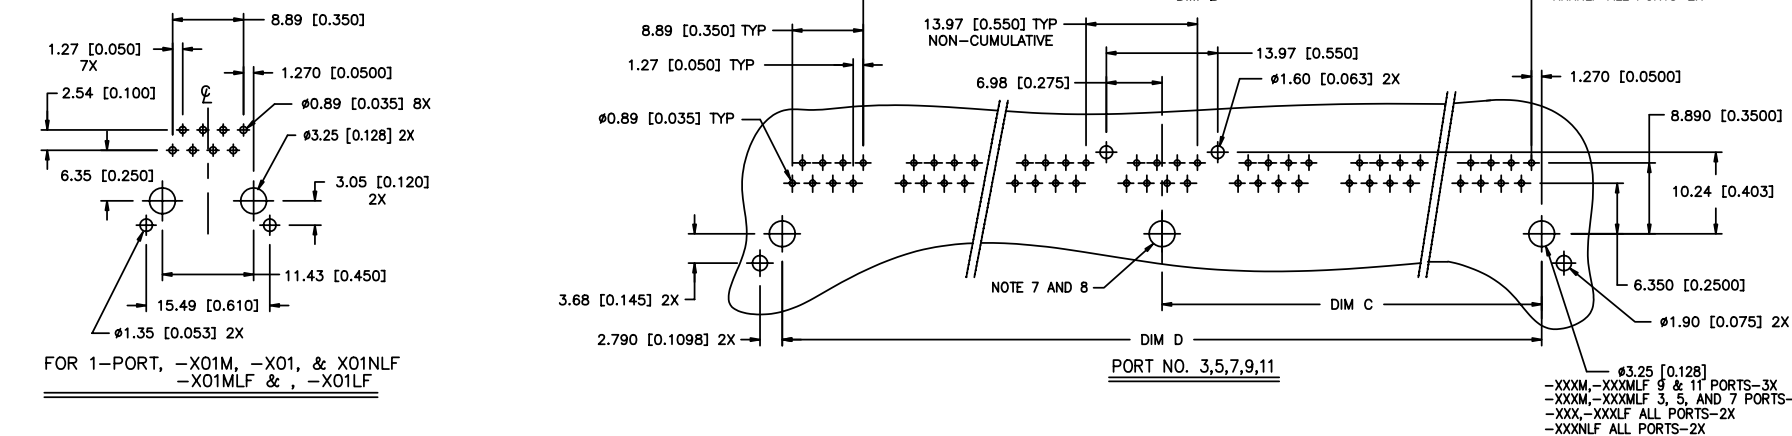 8.89 [0.350]
1.27 [0.050]
7X
1.270 [0.0500]
2.54 [0.100]
℄
ø0.89 [0.035] 8X
ø3.25 [0.128] 2X
6.35 [0.250]
3.05 [0.120]
2X
11.43 [0.450]
15.49 [0.610]
ø1.35 [0.053] 2X
FOR 1-PORT, -X01M, -X01, & X01NLF
-X01MLF & , -X01LF
8.89 [0.350] TYP
13.97 [0.550] TYP
NON-CUMULATIVE
13.97 [0.550]
1.27 [0.050] TYP
6.98 [0.275]
ø1.60 [0.063] 2X
1.270 [0.0500]
ø0.89 [0.035] TYP
8.890 [0.3500]
10.24 [0.403]
NOTE 7 AND 8
6.350 [0.2500]
3.68 [0.145] 2X
DIM C
ø1.90 [0.075] 2X
2.790 [0.1098] 2X
DIM D
PORT NO. 3,5,7,9,11
ø3.25 [0.128]
-XXXM,-XXXMLF 9 & 11 PORTS-3X
-XXXM,-XXXMLF 3, 5, AND 7 PORTS-
-XXX,-XXXLF ALL PORTS-2X
-XXXNLF ALL PORTS-2X